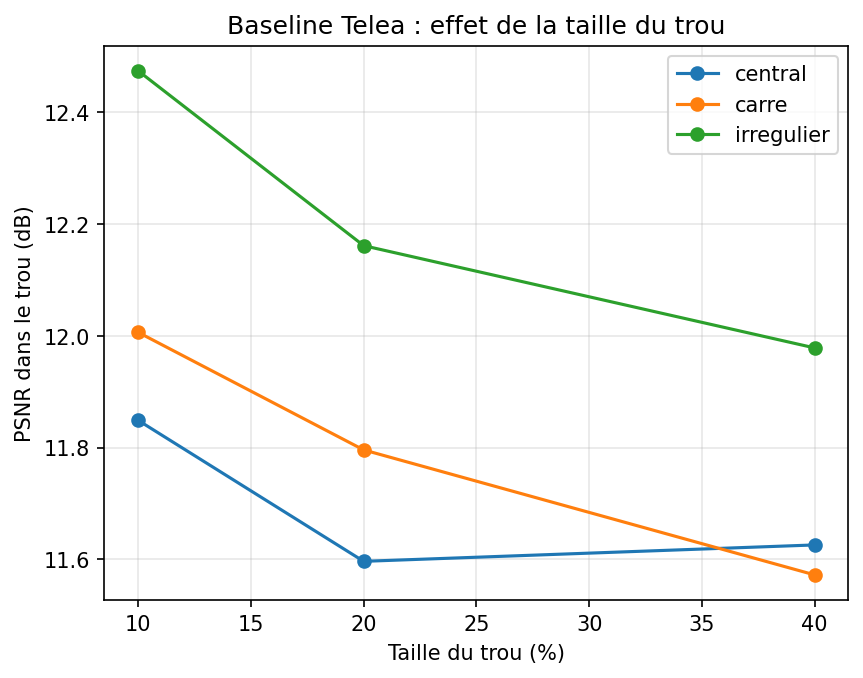 Baseline Telea : effet de la taille du trou
central
carre
irregulier
PSNR dans le trou (dB)
12.4
12.2
12.0
11.8
11.6
10 15 20 25 30 35 40
Taille du trou (%)